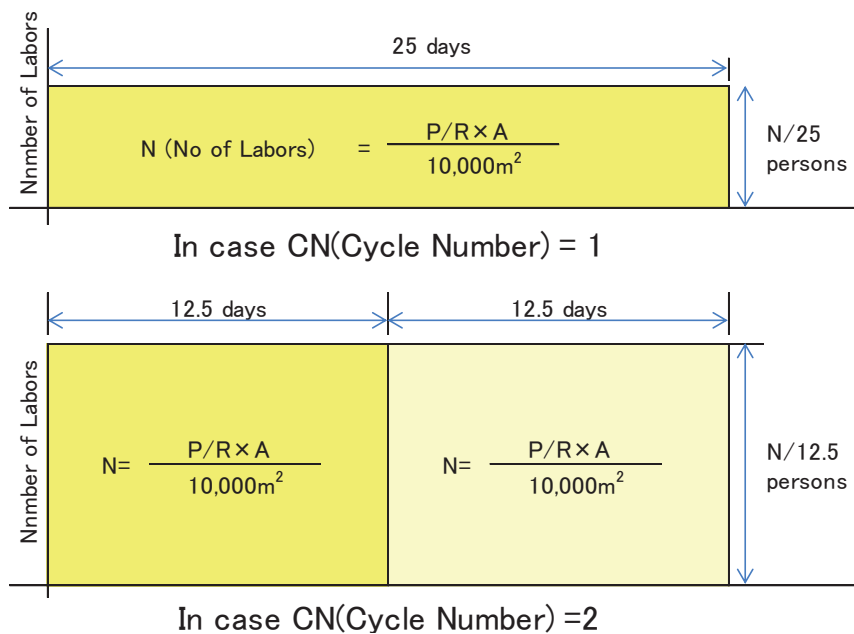 25 days
Nnmber of Labors
N (No of Labors) = P/R×A
10,000m²
N/25
persons
In case CN(Cycle Number) = 1
12.5 days
12.5 days
Nnmber of Labors
N= P/R×A
10,000m²
N= P/R×A
10,000m²
N/12.5
persons
In case CN(Cycle Number) =2